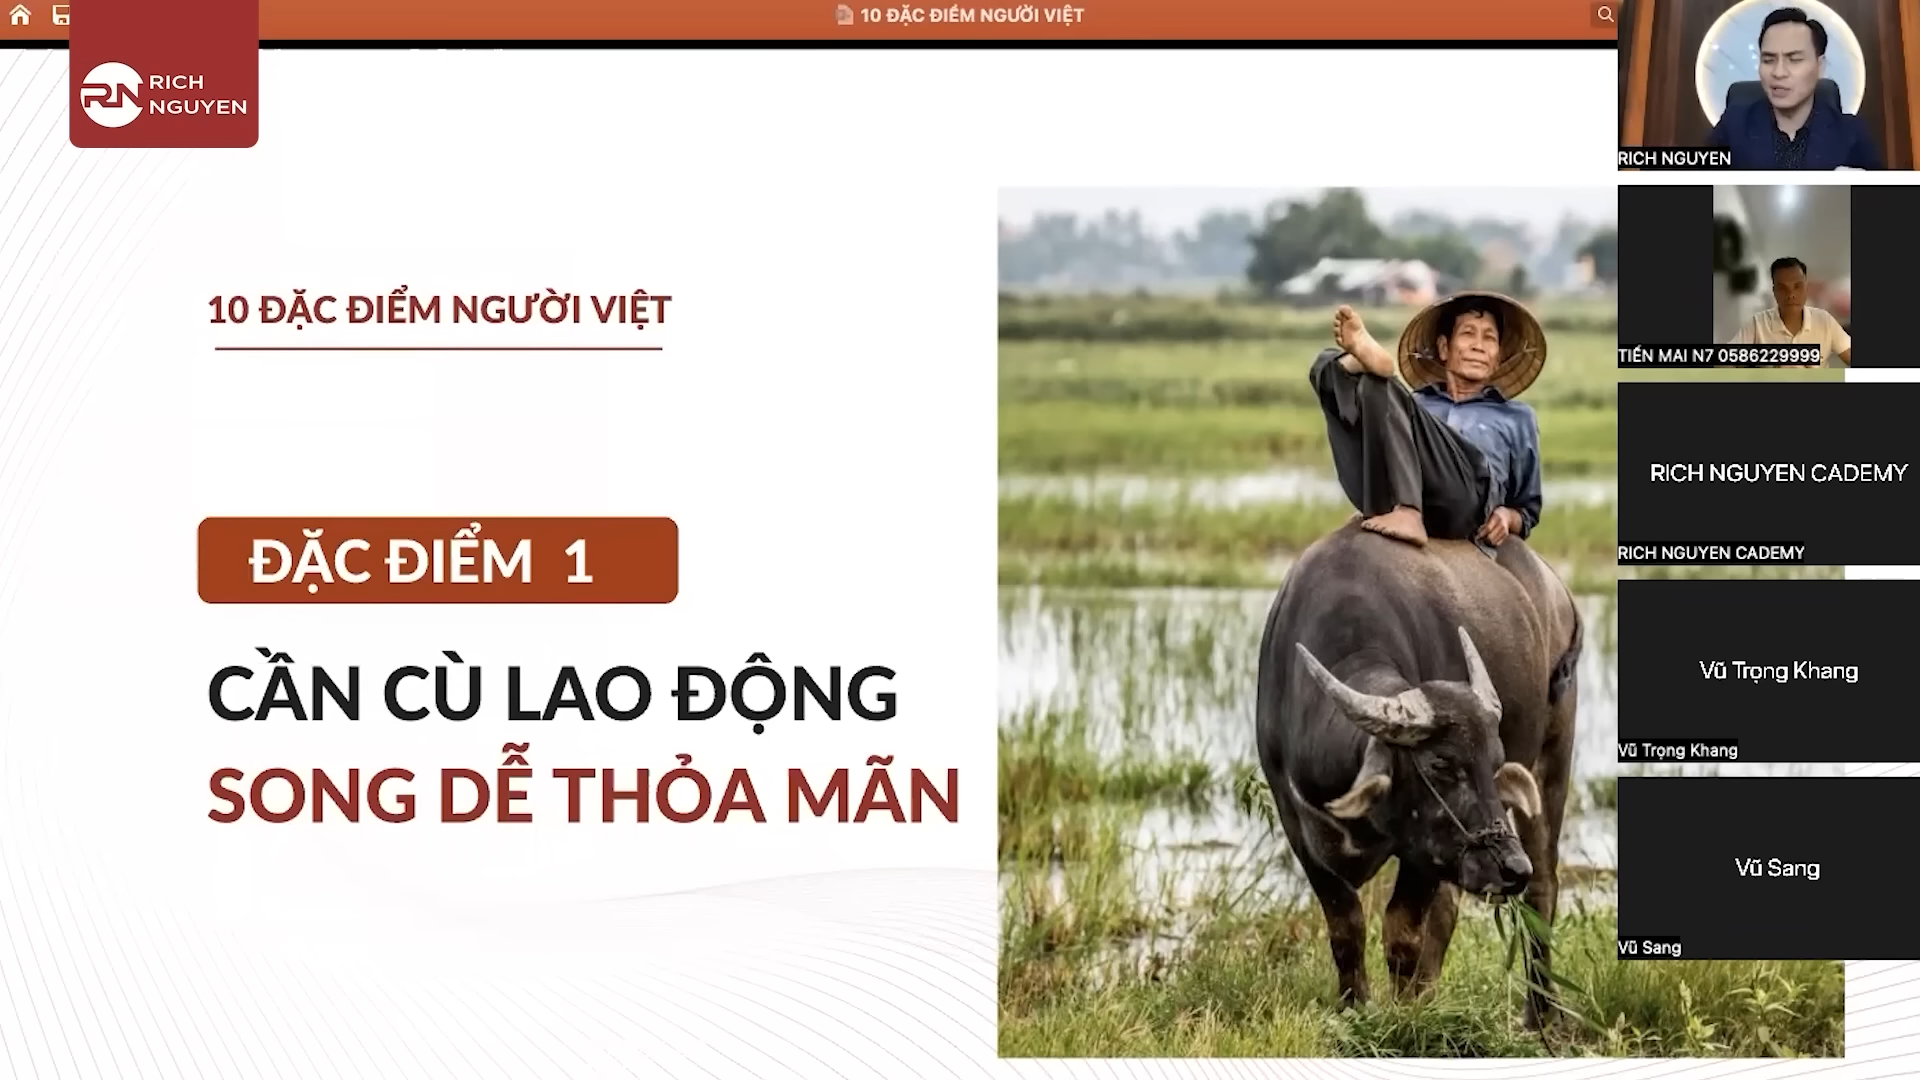 10 ĐẶC ĐIỂM NGƯỜI VIỆT
RICH
NGUYEN
10 ĐẶC ĐIỂM NGƯỜI VIỆT
ĐẶC ĐIỂM 1
CẦN CÙ LAO ĐỘNG
SONG DỄ THỎA MÃN
RICH NGUYEN
TIẾN MAI N7 0586229999
RICH NGUYEN CADEMY
RICH NGUYEN CADEMY
Vũ Trọng Khang
Vũ Trọng Khang
Vũ Sang
Vũ Sang